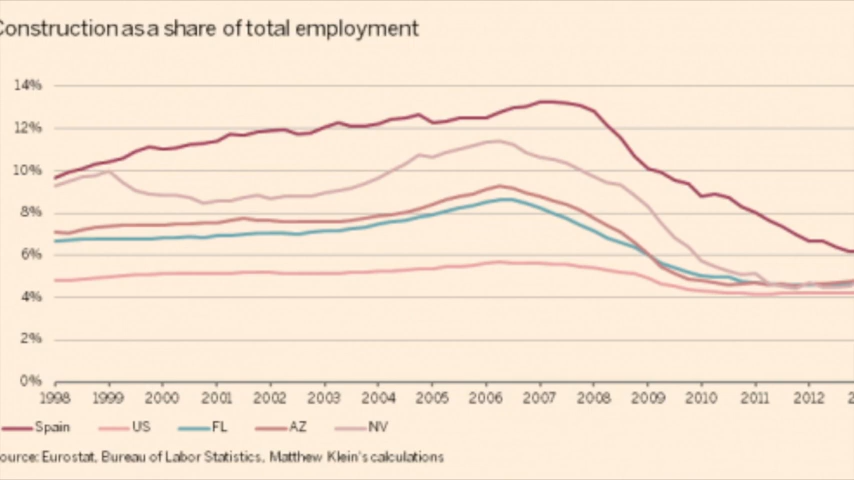 Construction as a share of total employment
14%
12%
10%
8%
6%
4%
2%
0%
1998 1999 2000 2001 2002 2003 2004 2005 2006 2007 2008 2009 2010 2011 2012 2
Spain US FL AZ NV
ource: Eurostat, Bureau of Labor Statistics, Matthew Klein's calculations